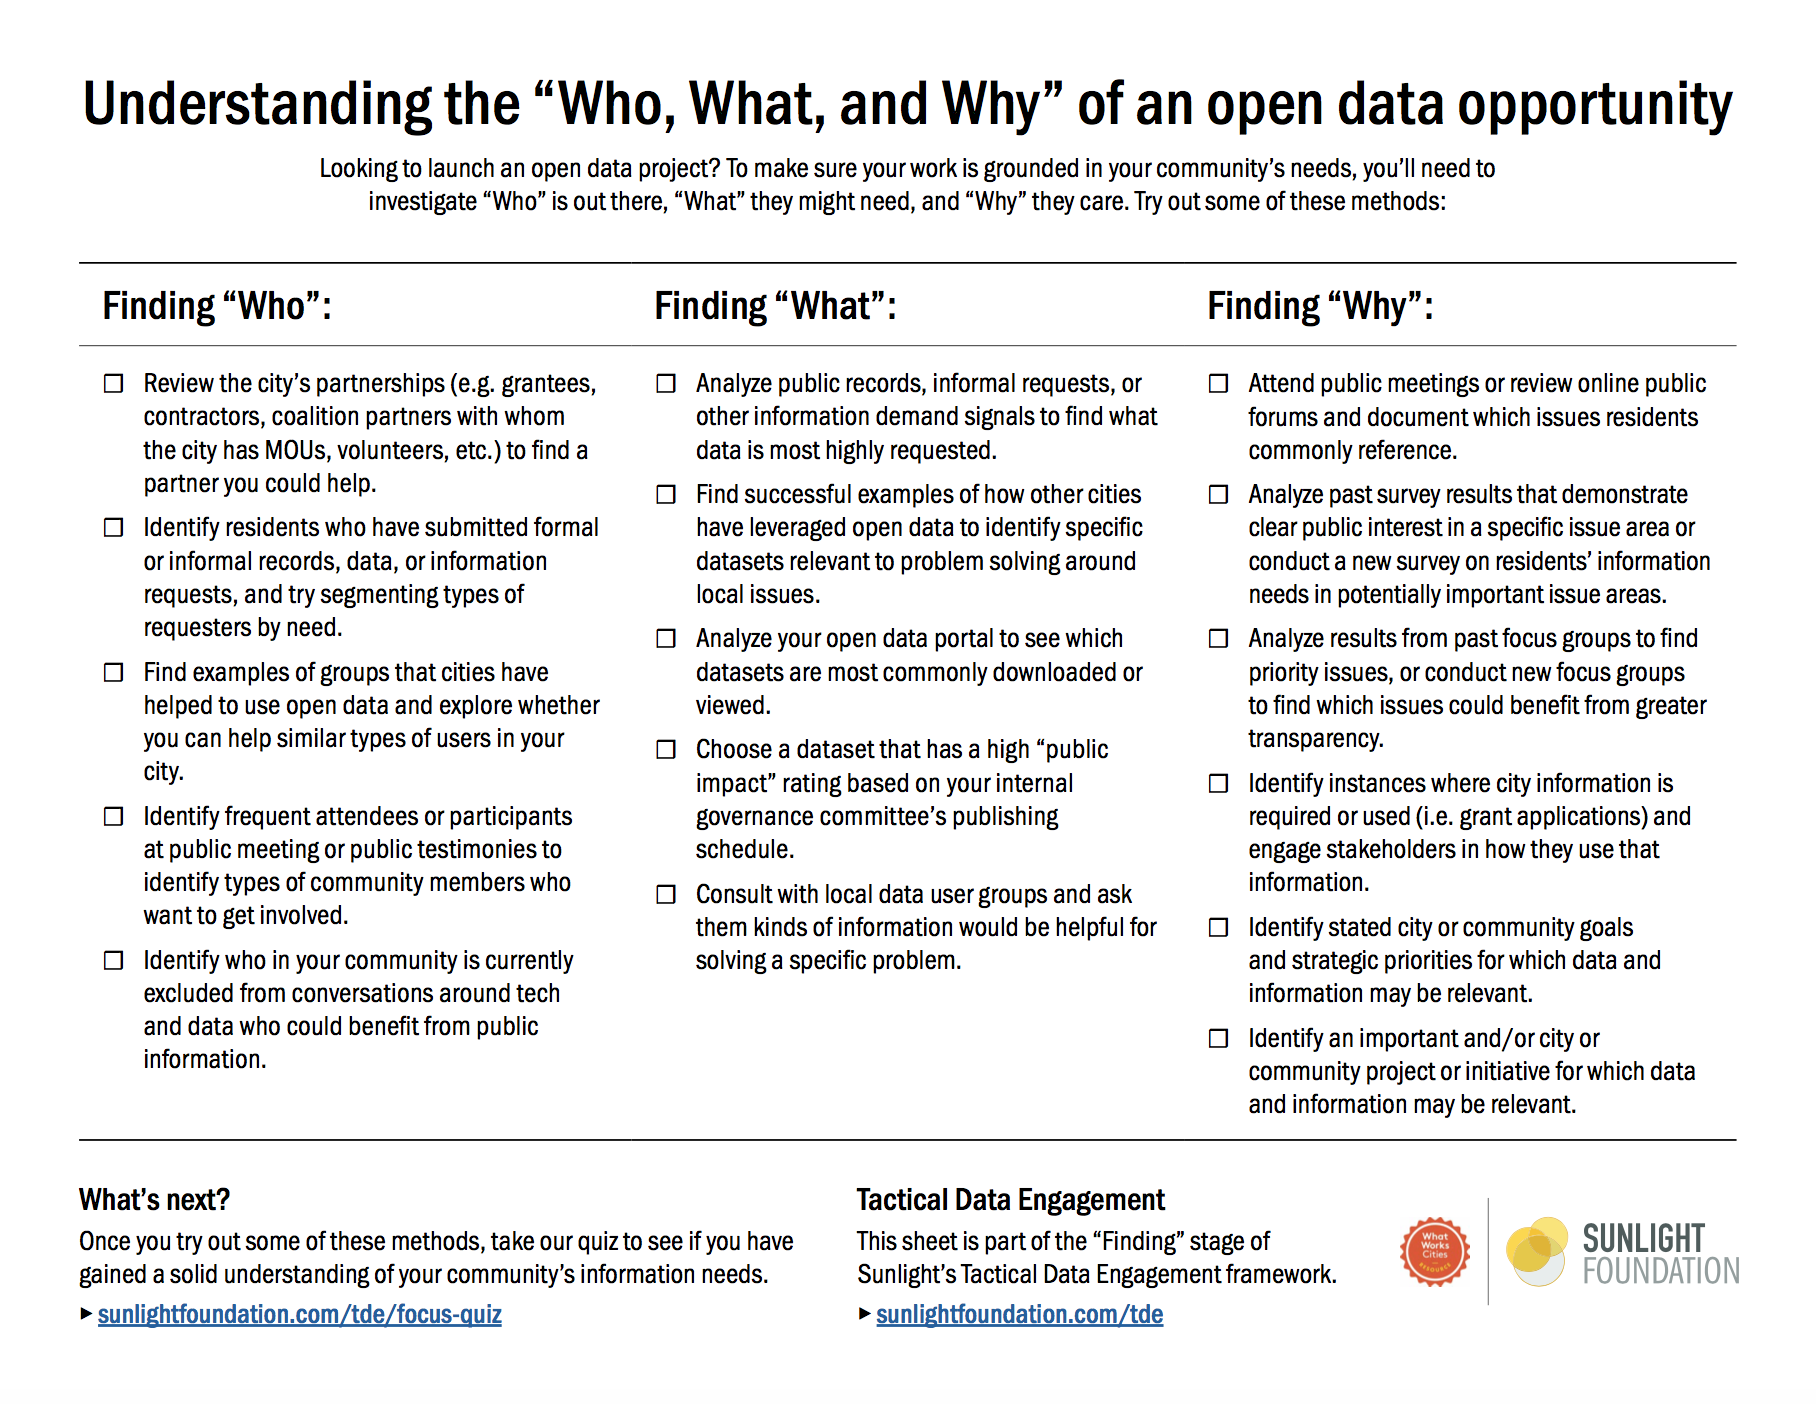 Understanding the “Who, What, and Why” of an open data opportunity
Looking to launch an open data project? To make sure your work is grounded in your community’s needs, you’ll need to
investigate “Who” is out there, “What” they might need, and “Why” they care. Try out some of these methods:
Finding “Who”:
☐ Review the city’s partnerships (e.g. grantees,
contractors, coalition partners with whom
the city has MOUs, volunteers, etc.) to find a
partner you could help.
☐ Identify residents who have submitted formal
or informal records, data, or information
requests, and try segmenting types of
requesters by need.
☐ Find examples of groups that cities have
helped to use open data and explore whether
you can help similar types of users in your
city.
☐ Identify frequent attendees or participants
at public meeting or public testimonies to
identify types of community members who
want to get involved.
☐ Identify who in your community is currently
excluded from conversations around tech
and data who could benefit from public
information.
Finding “What”:
☐ Analyze public records, informal requests, or
other information demand signals to find what
data is most highly requested.
☐ Find successful examples of how other cities
have leveraged open data to identify specific
datasets relevant to problem solving around
local issues.
☐ Analyze your open data portal to see which
datasets are most commonly downloaded or
viewed.
☐ Choose a dataset that has a high “public
impact” rating based on your internal
governance committee’s publishing
schedule.
☐ Consult with local data user groups and ask
them kinds of information would be helpful for
solving a specific problem.
Finding “Why”:
☐ Attend public meetings or review online public
forums and document which issues residents
commonly reference.
☐ Analyze past survey results that demonstrate
clear public interest in a specific issue area or
conduct a new survey on residents’ information
needs in potentially important issue areas.
☐ Analyze results from past focus groups to find
priority issues, or conduct new focus groups
to find which issues could benefit from greater
transparency.
☐ Identify instances where city information is
required or used (i.e. grant applications) and
engage stakeholders in how they use that
information.
☐ Identify stated city or community goals
and strategic priorities for which data and
information may be relevant.
☐ Identify an important and/or city or
community project or initiative for which data
and information may be relevant.
What’s next?
Once you try out some of these methods, take our quiz to see if you have
gained a solid understanding of your community’s information needs.
▶ sunlightfoundation.com/tde/focus-quiz
Tactical Data Engagement
This sheet is part of the “Finding” stage of
Sunlight’s Tactical Data Engagement framework.
▶ sunlightfoundation.com/tde
What
Works
Cities
RESOURCE
SUNLIGHT
FOUNDATION